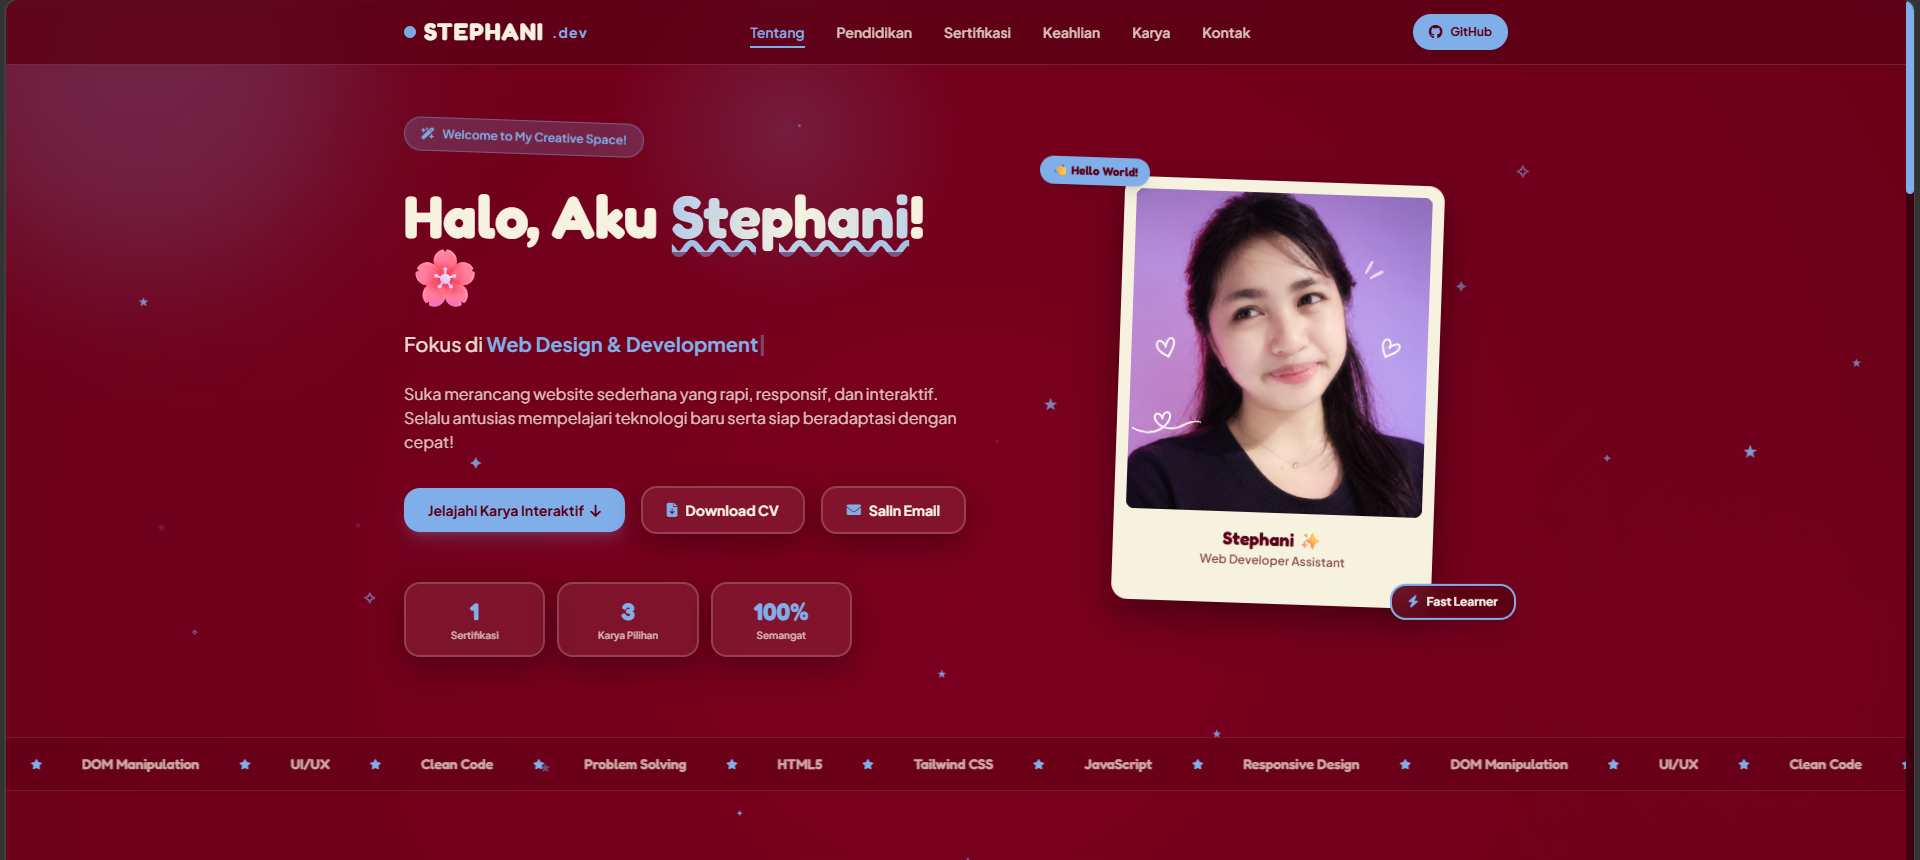 STEPHANI .dev
Tentang Pendidikan Sertifikasi Keahlian Karya Kontak
GitHub
Welcome to My Creative Space!
Halo, Aku Stephani!
Fokus di Web Design & Development|
Suka merancang website sederhana yang rapi, responsif, dan interaktif.
Selalu antusias mempelajari teknologi baru serta siap beradaptasi dengan
cepat!
Jelajahi Karya Interaktif
Download CV
Salin Email
1
Sertifikasi
3
Karya Pilihan
100%
Semangat
Hello World!
Stephani
Web Developer Assistant
Fast Learner
DOM Manipulation UI/UX Clean Code Problem Solving HTML5 Tailwind CSS JavaScript Responsive Design DOM Manipulation UI/UX Clean Code